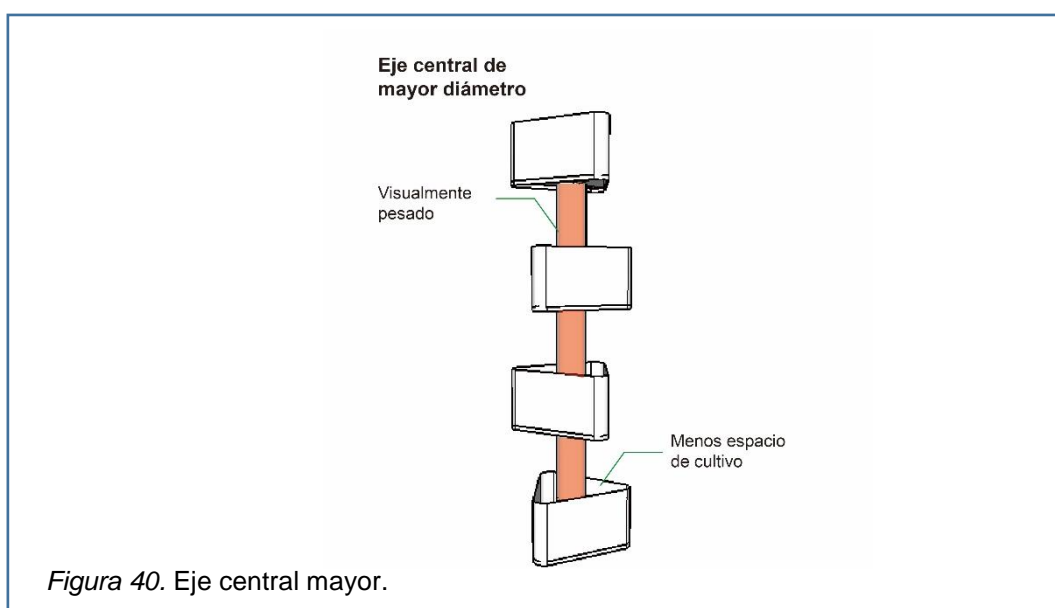 Eje central de
mayor diámetro
Visualmente
pesado
Menos espacio
de cultivo
Figura 40. Eje central mayor.